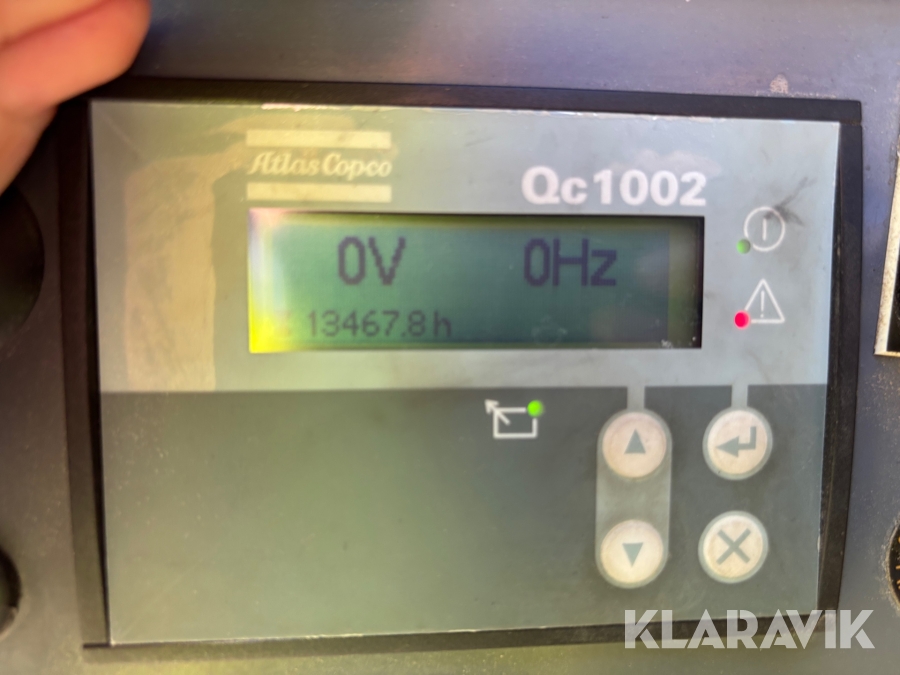 Atlas Copco
Qc1002
0V 0Hz
13467.8 h
KLARAVIK